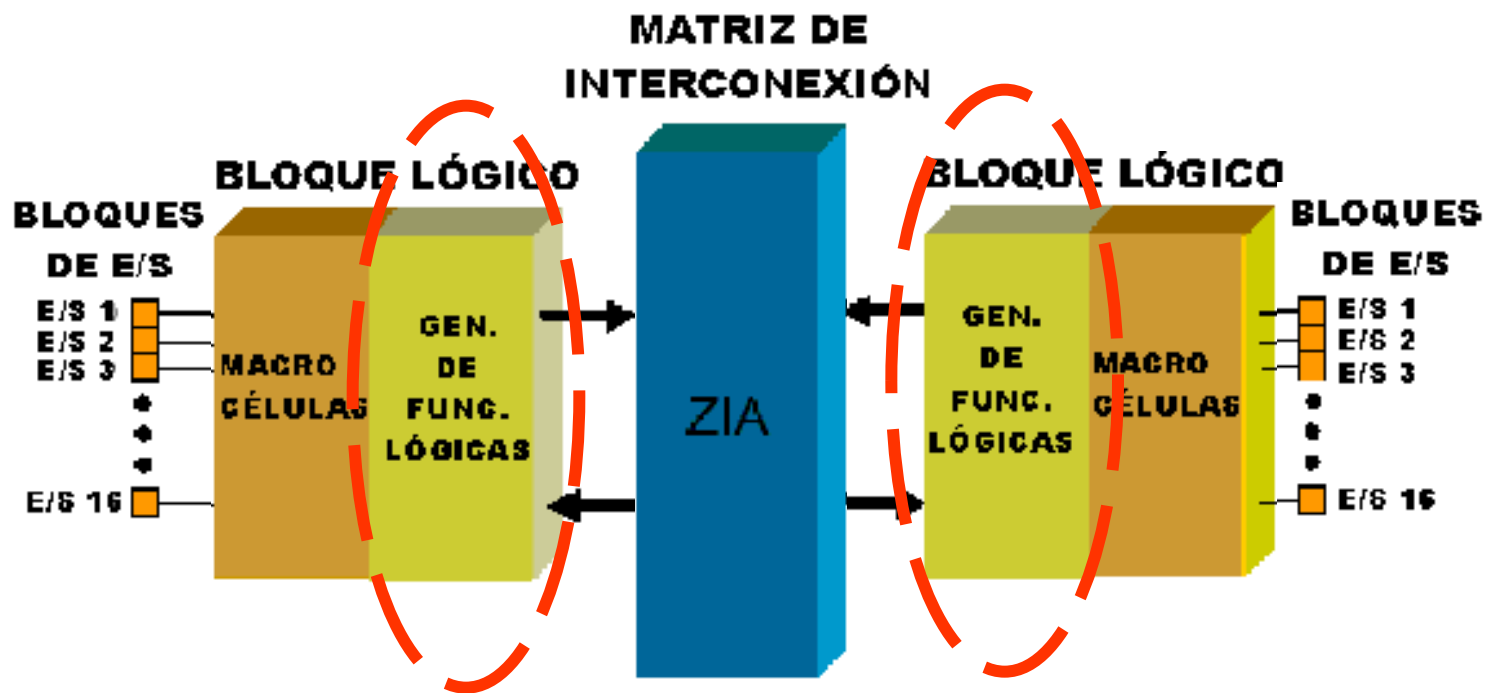 MATRIZ DE
INTERCONEXIÓN
BLOQUE LÓGICO
BLOQUES
DE E/S
E/S 1
E/S 2
E/S 3
E/S 16
MACRO
CÉLULAS
GEN.
DE
FUNC.
LÓGICAS
ZIA
BLOQUE LÓGICO
GEN.
DE
FUNC.
LÓGICAS
MACRO
CÉLULAS
BLOQUES
DE E/S
E/S 1
E/S 2
E/S 3
E/S 16